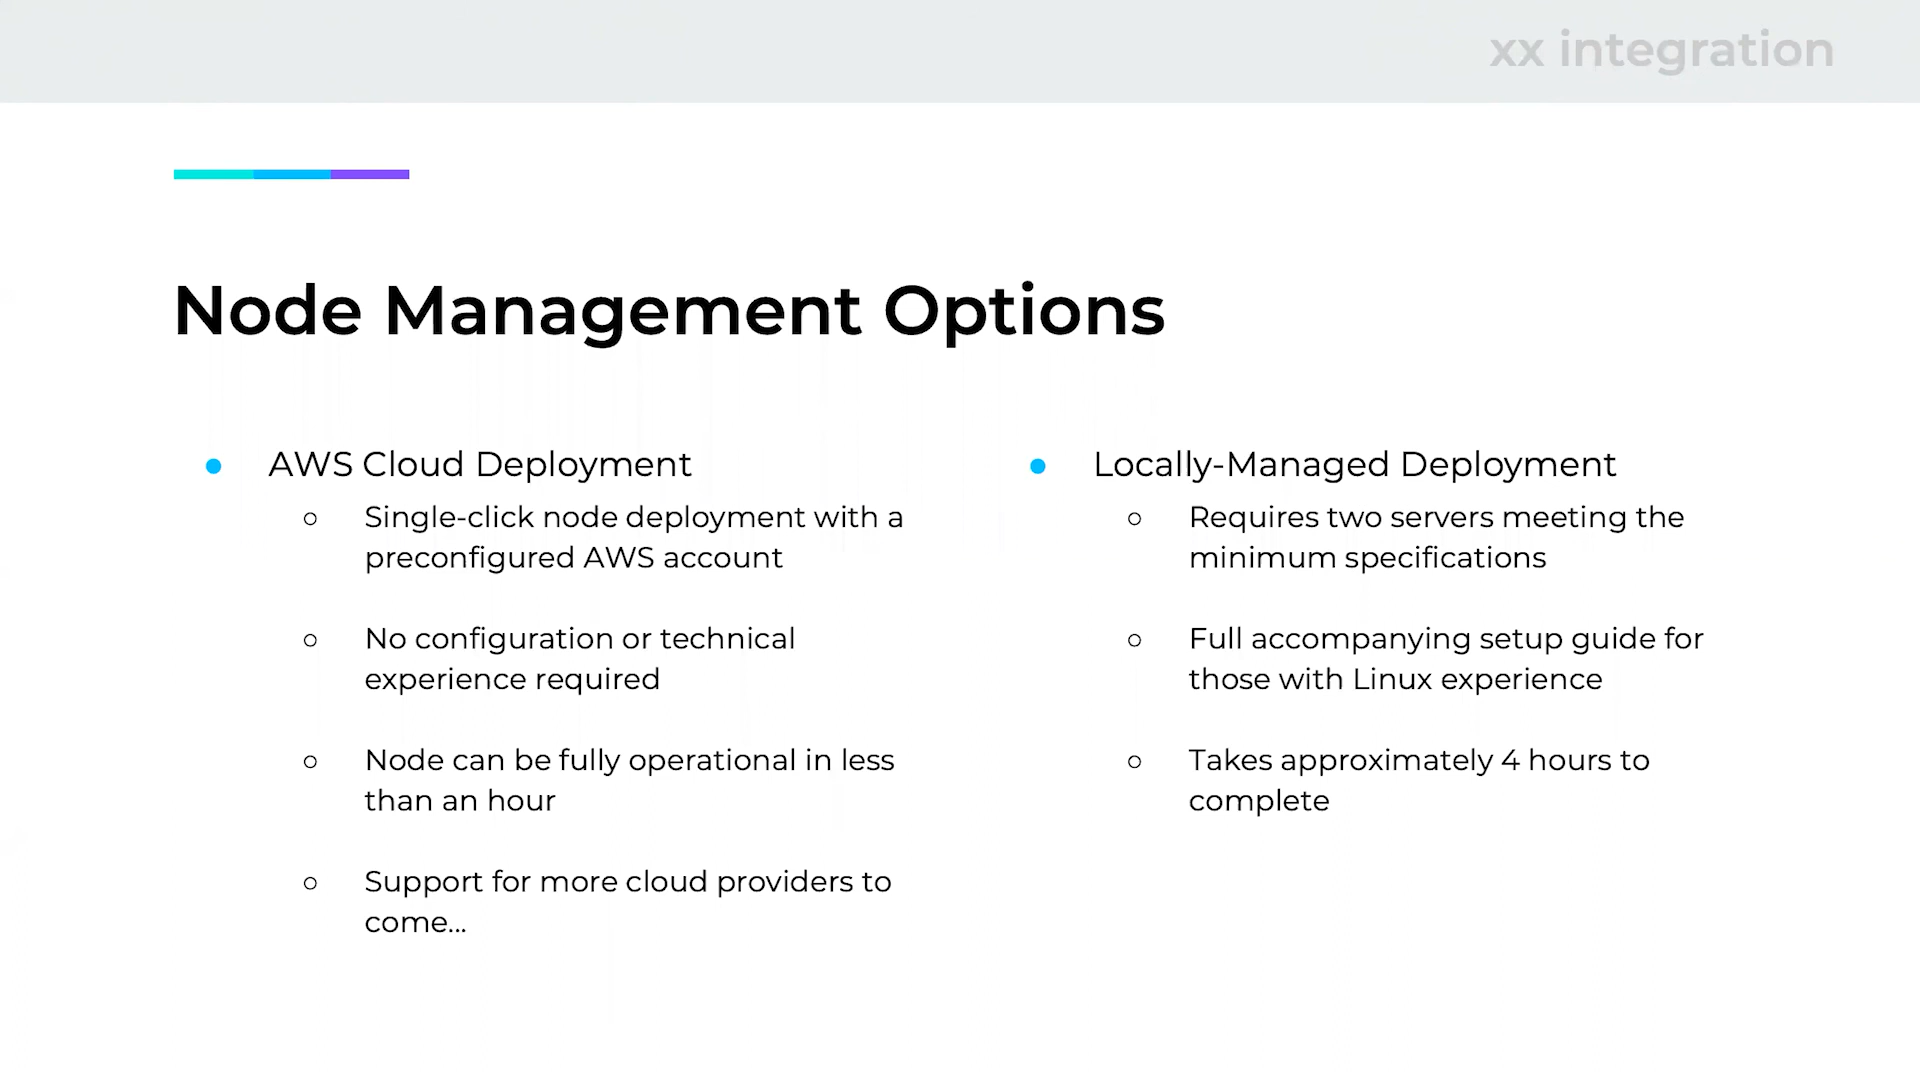 xx integration
Node Management Options
● AWS Cloud Deployment
○ Single-click node deployment with a
preconfigured AWS account
○ No configuration or technical
experience required
○ Node can be fully operational in less
than an hour
○ Support for more cloud providers to
come...
● Locally-Managed Deployment
○ Requires two servers meeting the
minimum specifications
○ Full accompanying setup guide for
those with Linux experience
○ Takes approximately 4 hours to
complete